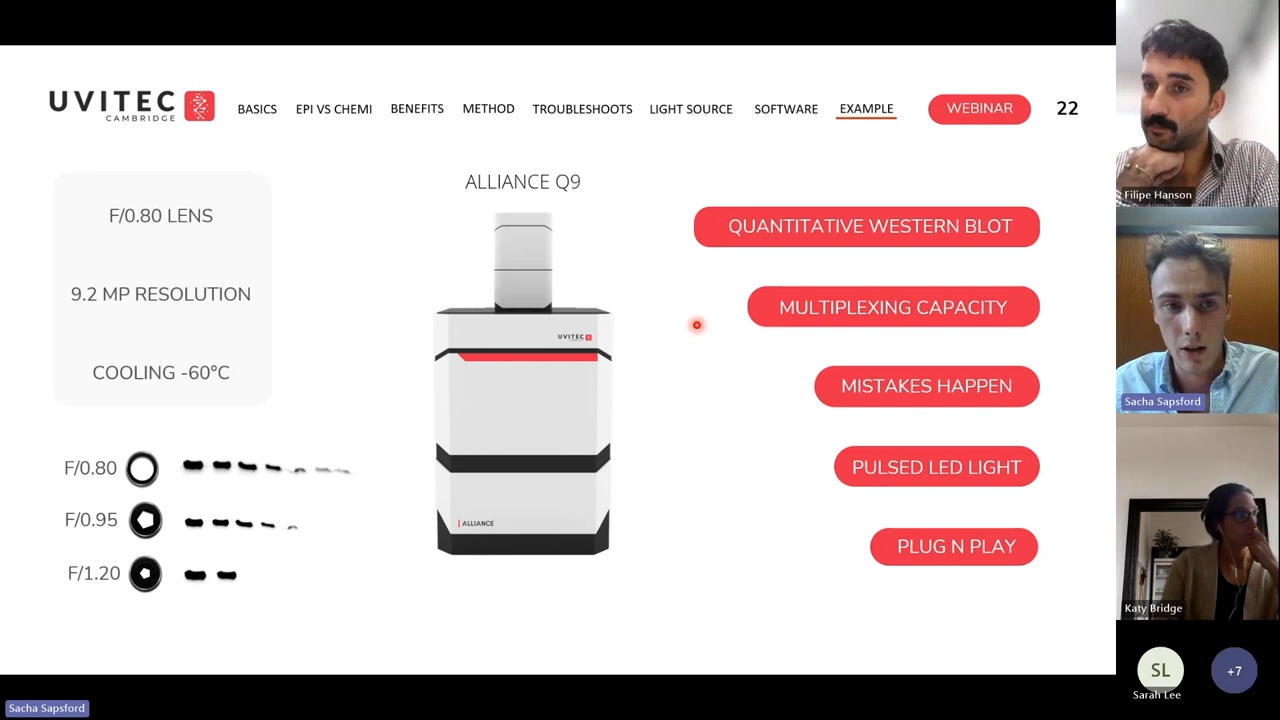 UVITEC
CAMBRIDGE
BASICS
EPI VS CHEMI
BENEFITS
METHOD
TROUBLESHOOTS
LIGHT SOURCE
SOFTWARE
EXAMPLE
WEBINAR
22
F/0.80 LENS
9.2 MP RESOLUTION
COOLING -60°C
F/0.80
F/0.95
F/1.20
ALLIANCE Q9
UVITEC
ALLIANCE
QUANTITATIVE WESTERN BLOT
MULTIPLEXING CAPACITY
MISTAKES HAPPEN
PULSED LED LIGHT
PLUG N PLAY
Filipe Hanson
Sacha Sapsford
Katy Bridge
SL
Sarah Lee
+7
Sacha Sapsford